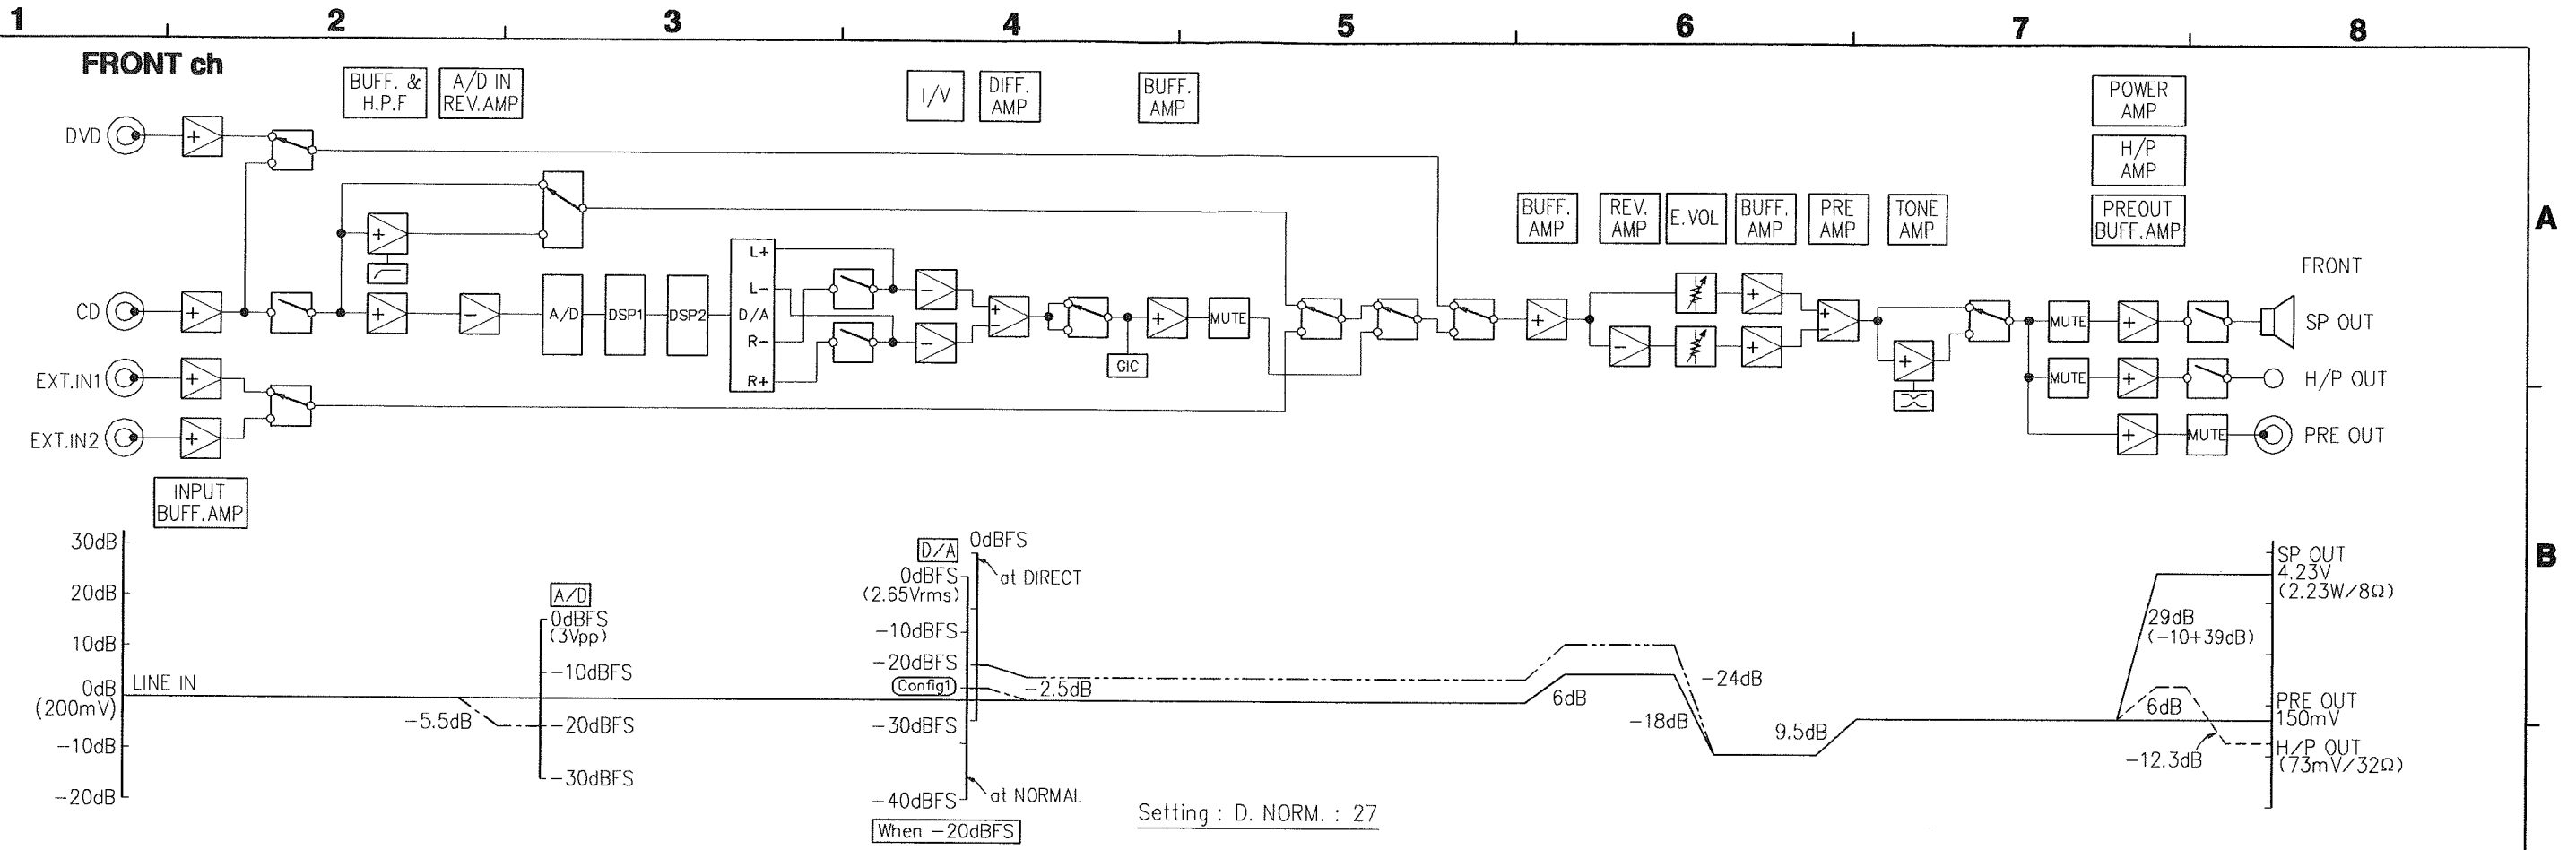 1 2 3 4 5 6 7 8
FRONT ch
BUFF. &
H.P.F
A/D IN
REV.AMP
I/V
DIFF.
AMP
BUFF.
AMP
POWER
AMP
H/P
AMP
PREOUT
BUFF.AMP
BUFF.
AMP
REV.
AMP
E.VOL
BUFF.
AMP
PRE
AMP
TONE
AMP
A
DVD
+
+
CD
+
+
−
A/D
DSP1
DSP2
L+
L−
D/A
R−
R+
−
−
+
−
GIC
+
MUTE
+
−
+
+
+
−
+
MUTE
+
FRONT
SP OUT
MUTE
+
H/P OUT
+
MUTE
PRE OUT
EXT.IN1
+
EXT.IN2
+
INPUT
BUFF.AMP
B
30dB
20dB
10dB
0dB
(200mV)
−10dB
−20dB
LINE IN
−5.5dB
A/D
0dBFS
(3Vpp)
−10dBFS
−20dBFS
−30dBFS
D/A
0dBFS
at DIRECT
0dBFS
(2.65Vrms)
−10dBFS
−20dBFS
Config1
−2.5dB
−30dBFS
−40dBFS
at NORMAL
When −20dBFS
Setting : D. NORM. : 27
6dB
−24dB
−18dB
9.5dB
29dB
(−10+39dB)
6dB
−12.3dB
SP OUT
4.23V
(2.23W/8Ω)
PRE OUT
150mV
H/P OUT
(73mV/32Ω)